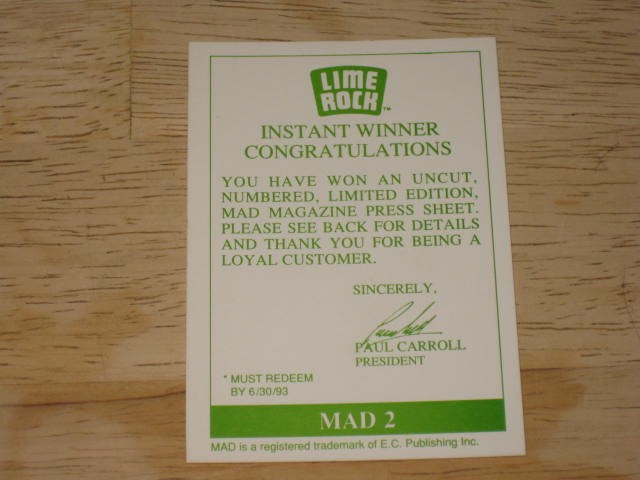 LIME
ROCK™
INSTANT WINNER
CONGRATULATIONS
YOU HAVE WON AN UNCUT,
NUMBERED, LIMITED EDITION,
MAD MAGAZINE PRESS SHEET.
PLEASE SEE BACK FOR DETAILS
AND THANK YOU FOR BEING A
LOYAL CUSTOMER.
SINCERELY,
PAUL CARROLL
PRESIDENT
* MUST REDEEM
BY 6/30/93
MAD 2
MAD is a registered trademark of E.C. Publishing Inc.